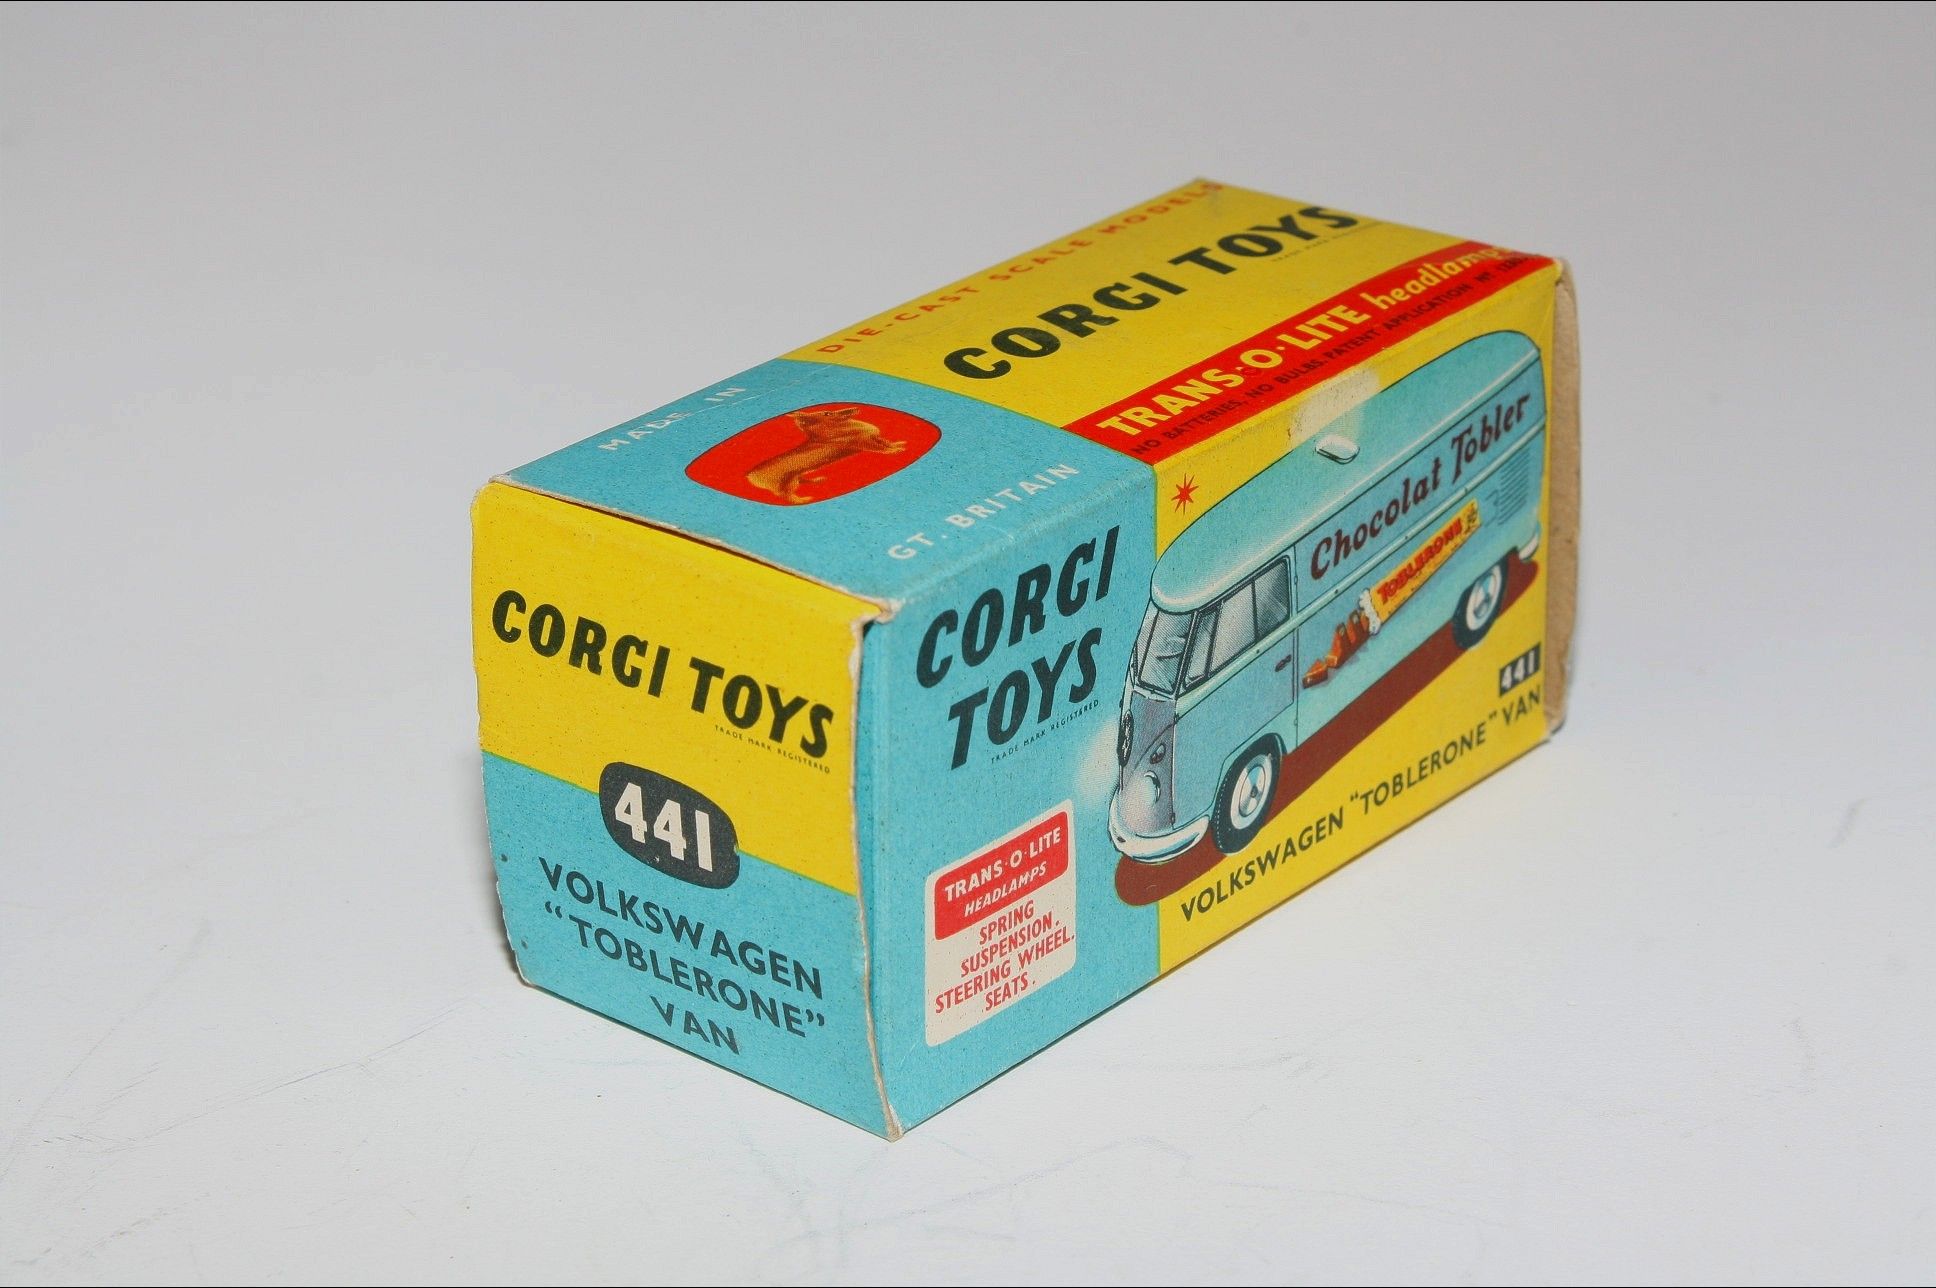 DIE-CAST SCALE MODELS
CORGI TOYS
TRANS·O·LITE headlamps
NO BATTERIES, NO BULBS. PATENT APPLICATION Nº
MADE IN
GT. BRITAIN
CORGI TOYS
TRADE MARK REGISTERED
441
VOLKSWAGEN
“TOBLERONE”
VAN
CORGI
TOYS
TRADE MARK REGISTERED
TRANS·O·LITE
HEADLAMPS
SPRING
SUSPENSION.
STEERING WHEEL.
SEATS.
Chocolat Tobler
TOBLERONE
441
VOLKSWAGEN “TOBLERONE” VAN